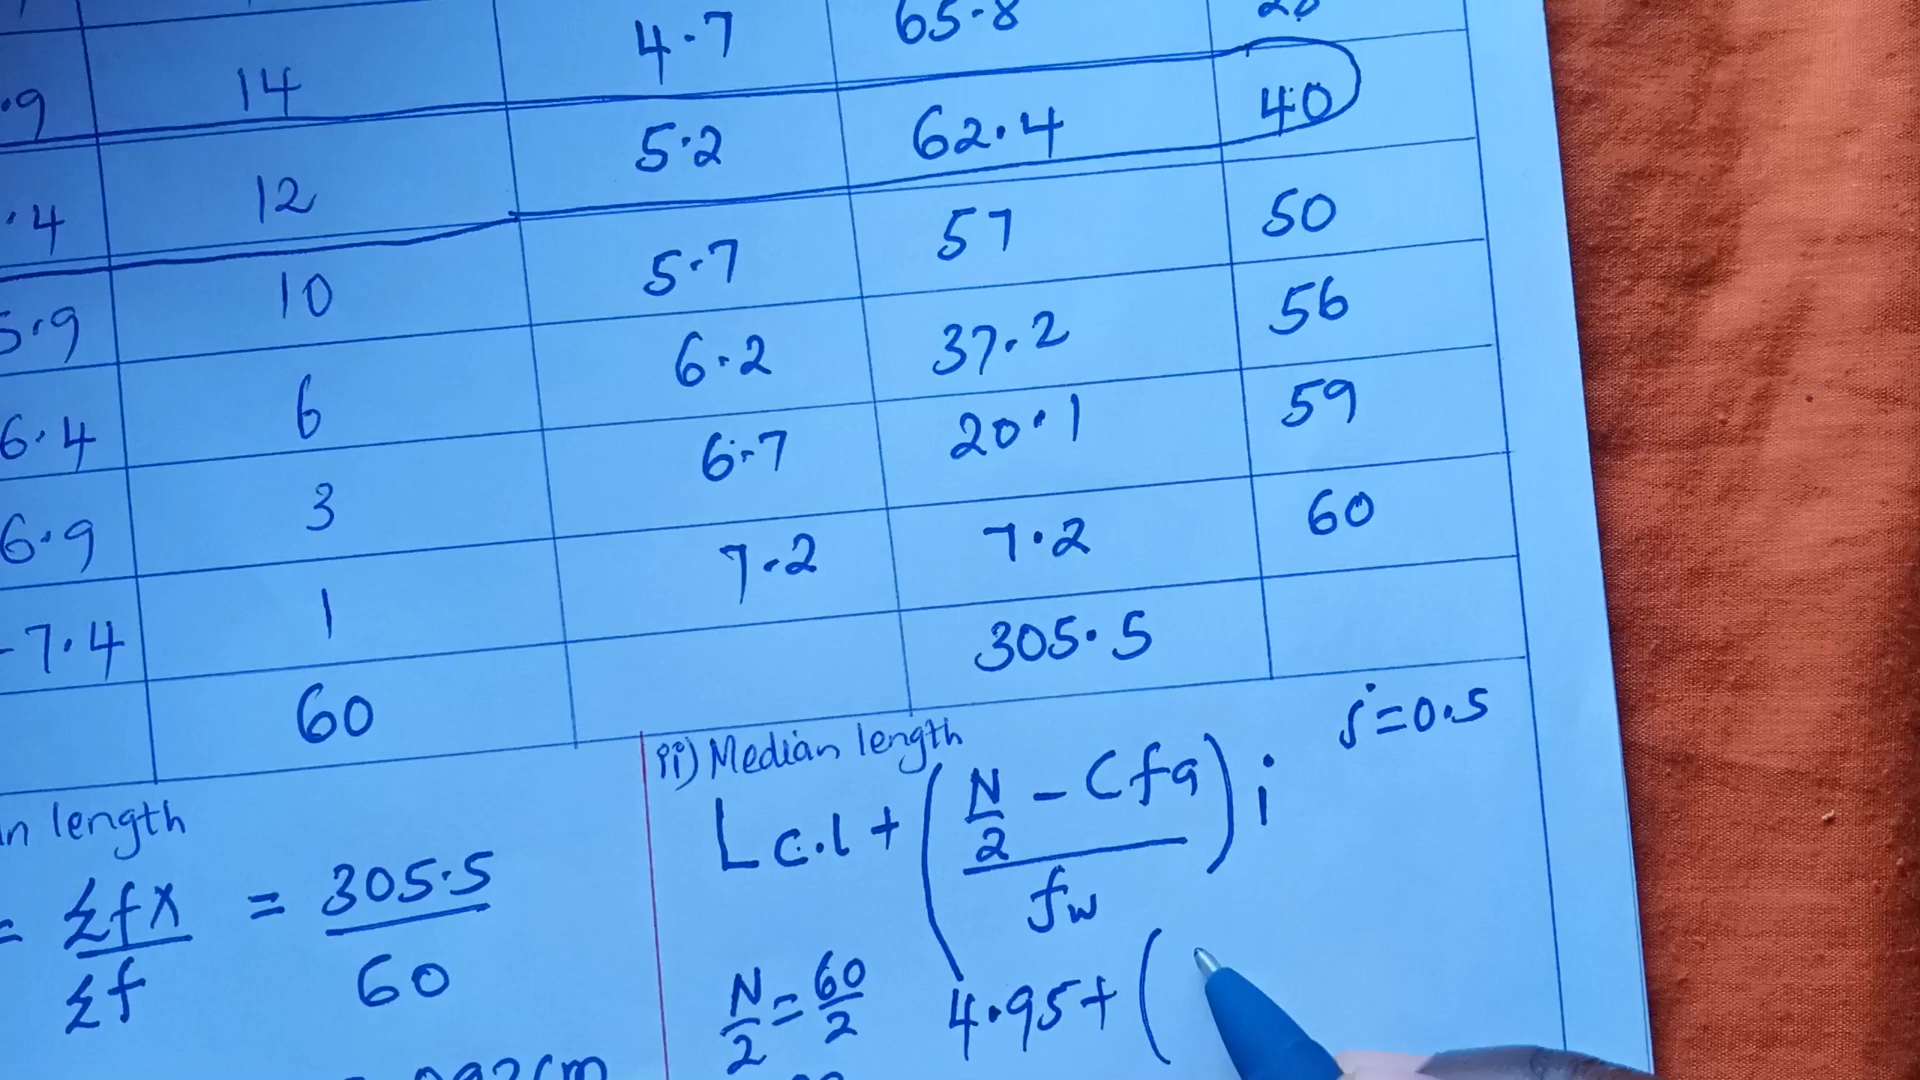 4.7 65.8 28
.9 14
.4 12 5.2 62.4 40
5.9 10 5.7 57 50
6.4 6 6.2 37.2 56
6.9 3 6.7 20.1 59
-7.4 1 7.2 7.2 60
60 305.5
n length
= Σfx = 305.5
Σf 60
.092cm
ii) Median length i=0.5
Lc.l + (N/2 - Cfa) i
fw
N/2 = 60/2 4.95+(